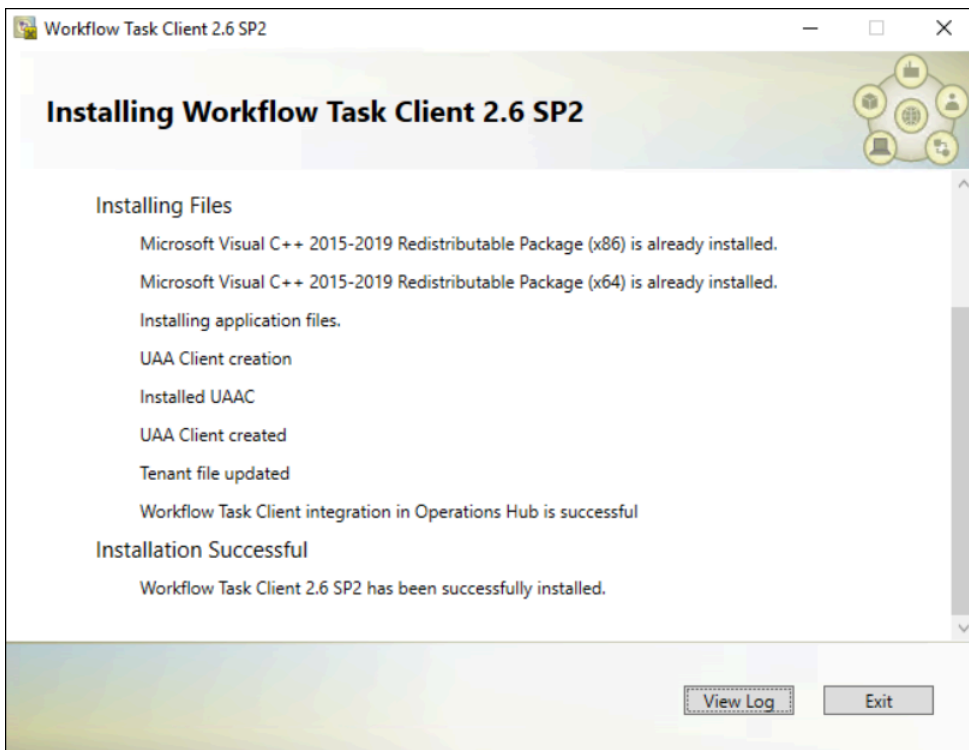 Workflow Task Client 2.6 SP2
Installing Workflow Task Client 2.6 SP2
Installing Files
Microsoft Visual C++ 2015-2019 Redistributable Package (x86) is already installed.
Microsoft Visual C++ 2015-2019 Redistributable Package (x64) is already installed.
Installing application files.
UAA Client creation
Installed UAAC
UAA Client created
Tenant file updated
Workflow Task Client integration in Operations Hub is successful
Installation Successful
Workflow Task Client 2.6 SP2 has been successfully installed.
View Log
Exit